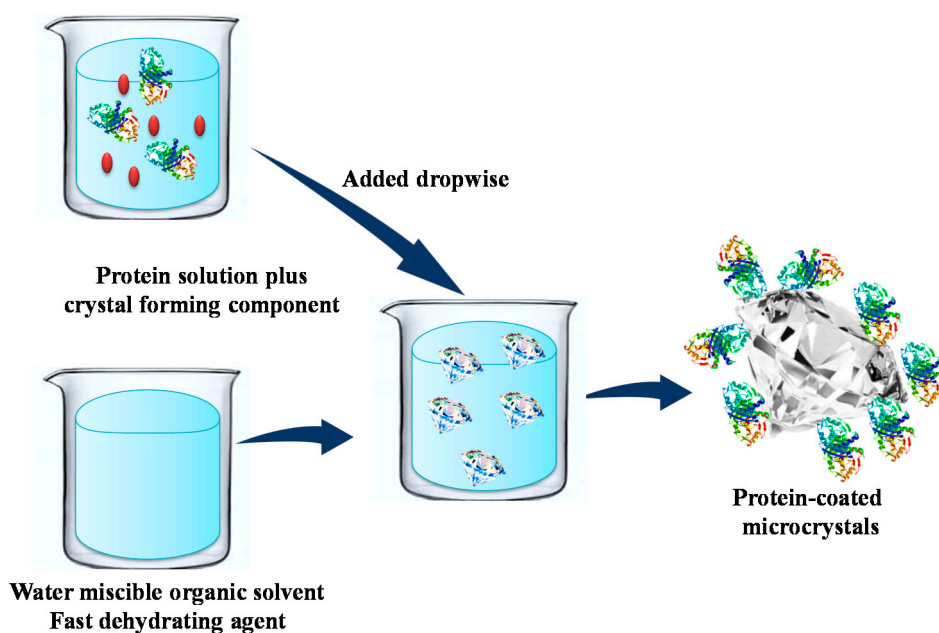 Added dropwise
Protein solution plus
crystal forming component
Protein-coated
microcrystals
Water miscible organic solvent
Fast dehydrating agent